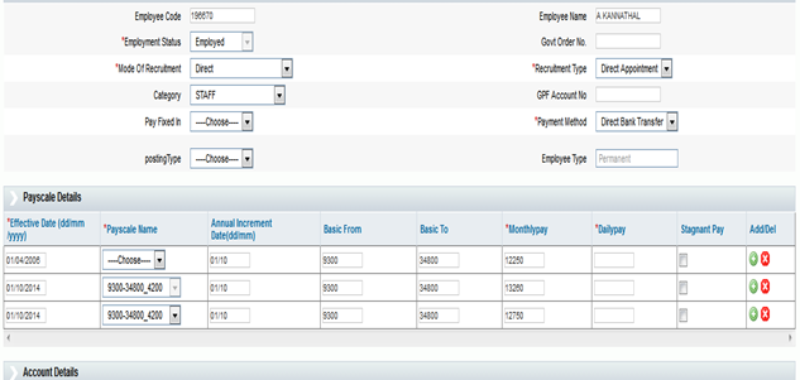 Employee Code 196670 Employee Name A KANNATHAL
*Employment Status Employed Govt Order No.
*Mode Of Recruitment Direct *Recruitment Type Direct Appointment
Category STAFF GPF Account No
Pay Fixed In ----Choose---- *Payment Method Direct Bank Transfer
postingType ----Choose---- Employee Type Permanent
Payscale Details
*Effective Date (dd/mm *Payscale Name Annual Increment Basic From Basic To *Monthlypay *Dailypay Stagnant Pay Add/Del
/yyyy) Date(dd/mm)
01/04/2006 ----Choose---- 01/10 9300 34800 12250
01/10/2014 9300-34800_4200 01/10 9300 34800 13260
01/10/2014 9300-34800_4200 01/10 9300 34800 12750
Account Details